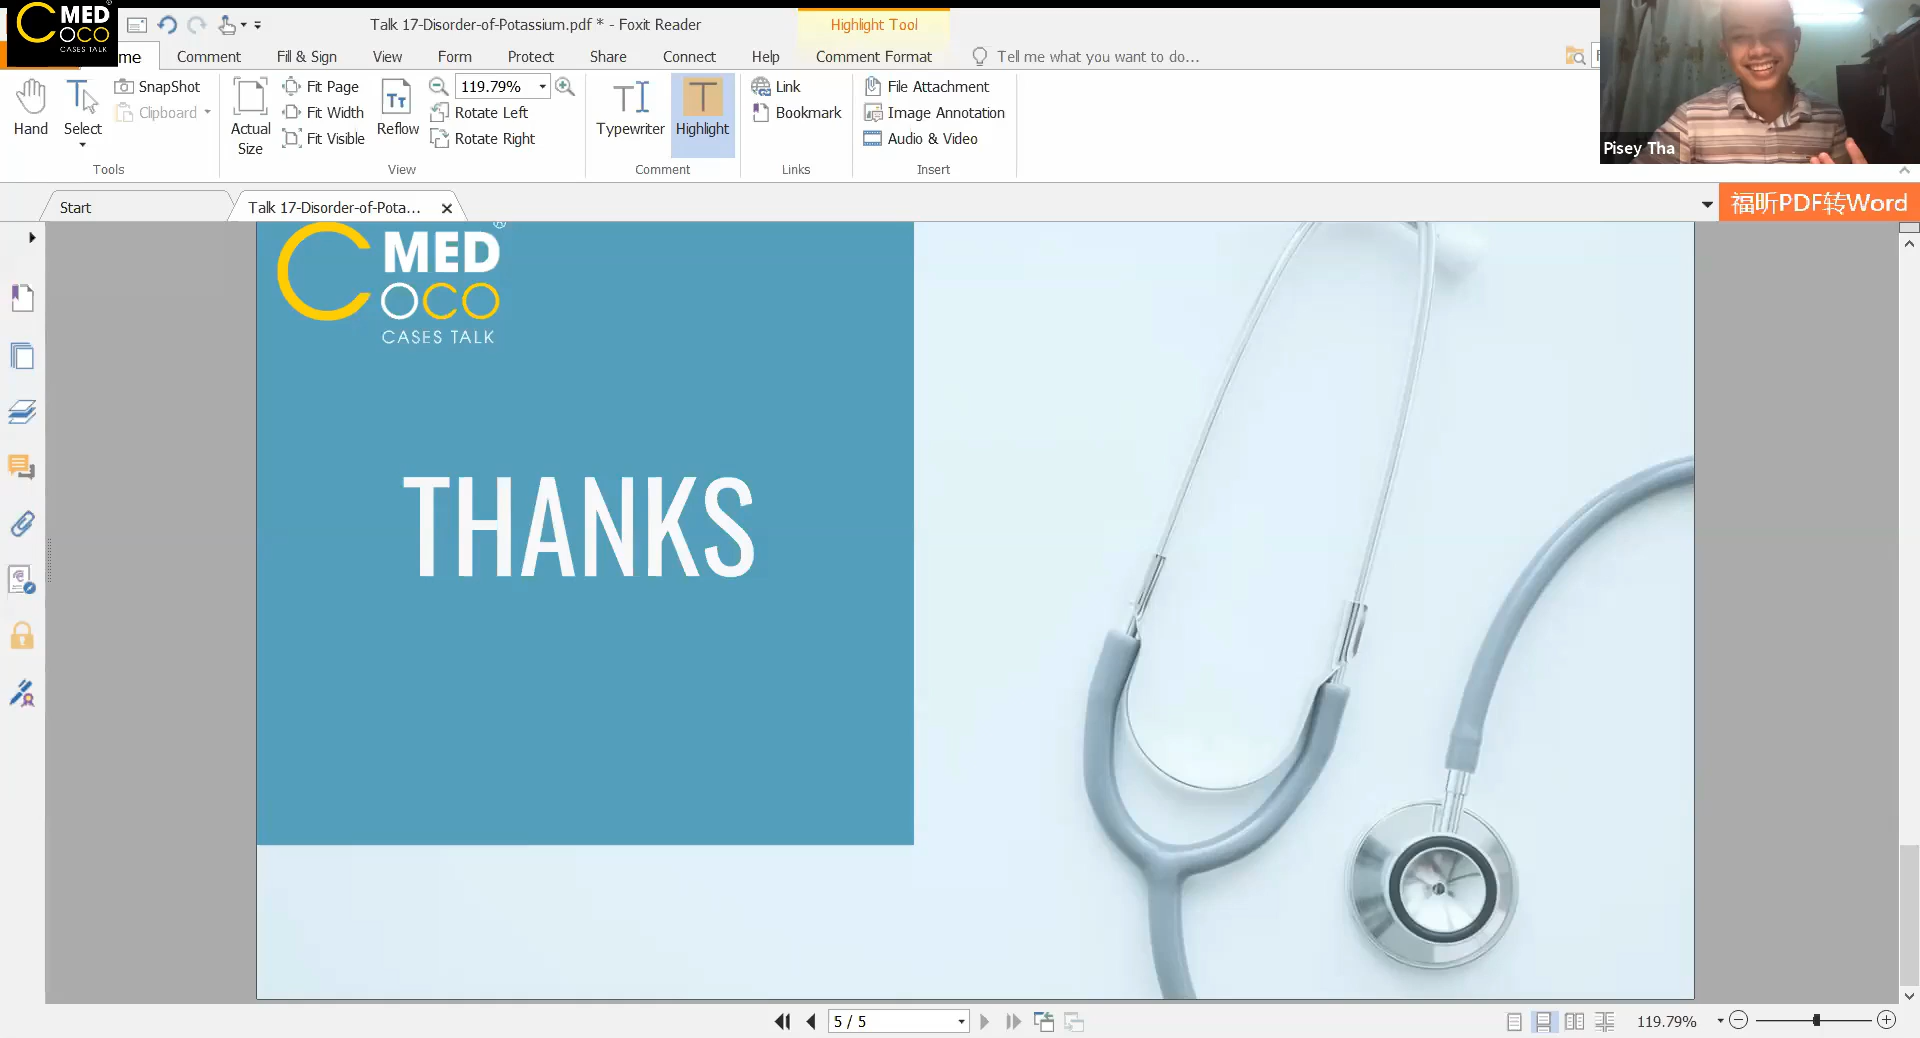 MED
OCO
CASES TALK
Talk 17-Disorder-of-Potassium.pdf * - Foxit Reader
Highlight Tool
me
Comment
Fill & Sign
View
Form
Protect
Share
Connect
Help
Comment Format
Tell me what you want to do...
Hand
Select
SnapShot
Clipboard
Tools
Actual
Size
Fit Page
Fit Width
Fit Visible
Reflow
119.79%
Rotate Left
Rotate Right
View
Typewriter
Highlight
Comment
Link
Bookmark
Links
File Attachment
Image Annotation
Audio & Video
Insert
Pisey Tha
Start
Talk 17-Disorder-of-Pota...
福昕PDF转Word
MED
OCO
CASES TALK
THANKS
5 / 5
119.79%